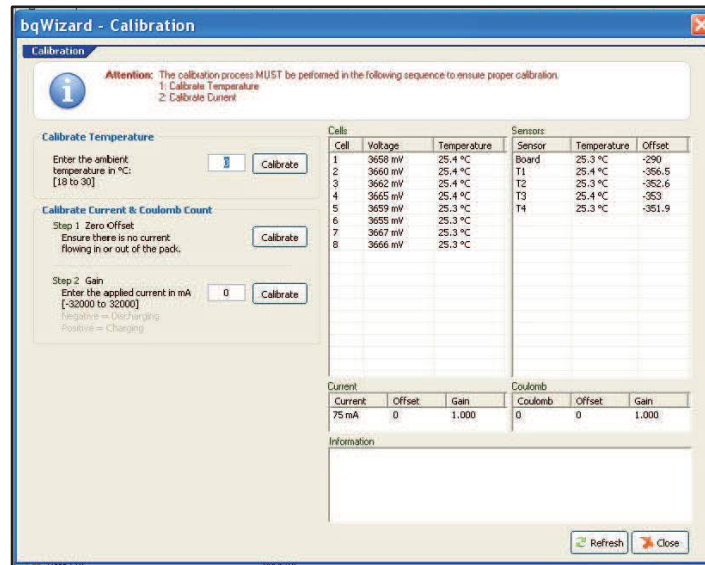 bqWizard - Calibration
Calibration
Attention: The calibration process MUST be performed in the following sequence to ensure proper calibration.
1: Calibrate Temperature
2: Calibrate Current
Calibrate Temperature
Enter the ambient
temperature in °C:
[18 to 30]
Calibrate
Calibrate Current & Coulomb Count
Step 1 Zero Offset
Ensure there is no current
flowing in or out of the pack.
Calibrate
Step 2 Gain
Enter the applied current in mA
[-32000 to 32000]
0
Calibrate
Negative = Discharging
Positive = Charging
Cells
Cell Voltage Temperature
1 3658 mV 25.4 °C
2 3660 mV 25.4 °C
3 3662 mV 25.4 °C
4 3665 mV 25.4 °C
5 3659 mV 25.3 °C
6 3655 mV 25.3 °C
7 3667 mV 25.3 °C
8 3666 mV 25.3 °C
Sensors
Sensor Temperature Offset
Board 25.3 °C -290
T1 25.4 °C -356.5
T2 25.3 °C -352.6
T3 25.4 °C -353
T4 25.3 °C -351.9
Current
Current Offset Gain
75 mA 0 1.000
Coulomb
Coulomb Offset Gain
0 0 1.000
Information
Refresh
Close